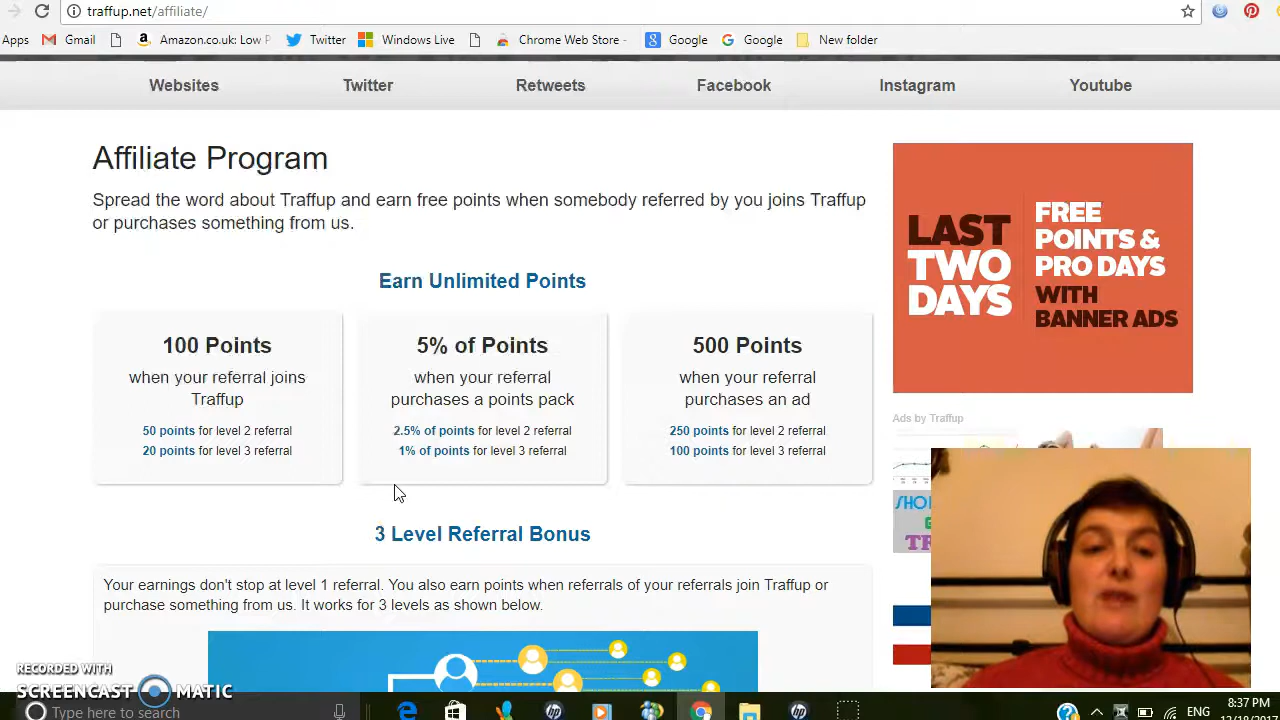 traffup.net/affiliate/
Apps Gmail Amazon.co.uk: Low P Twitter Windows Live Chrome Web Store - Google Google New folder
Websites Twitter Retweets Facebook Instagram Youtube
Affiliate Program
Spread the word about Traffup and earn free points when somebody referred by you joins Traffup
or purchases something from us.
Earn Unlimited Points
100 Points
when your referral joins
Traffup
50 points for level 2 referral
20 points for level 3 referral
5% of Points
when your referral
purchases a points pack
2.5% of points for level 2 referral
1% of points for level 3 referral
500 Points
when your referral
purchases an ad
250 points for level 2 referral
100 points for level 3 referral
LAST
TWO
DAYS
FREE
POINTS &
PRO DAYS
WITH
BANNER ADS
Ads by Traffup
3 Level Referral Bonus
Your earnings don't stop at level 1 referral. You also earn points when referrals of your referrals join Traffup or
purchase something from us. It works for 3 levels as shown below.
RECORDED WITH
SCREENCAST MATIC
Type here to search
ENG
8:37 PM